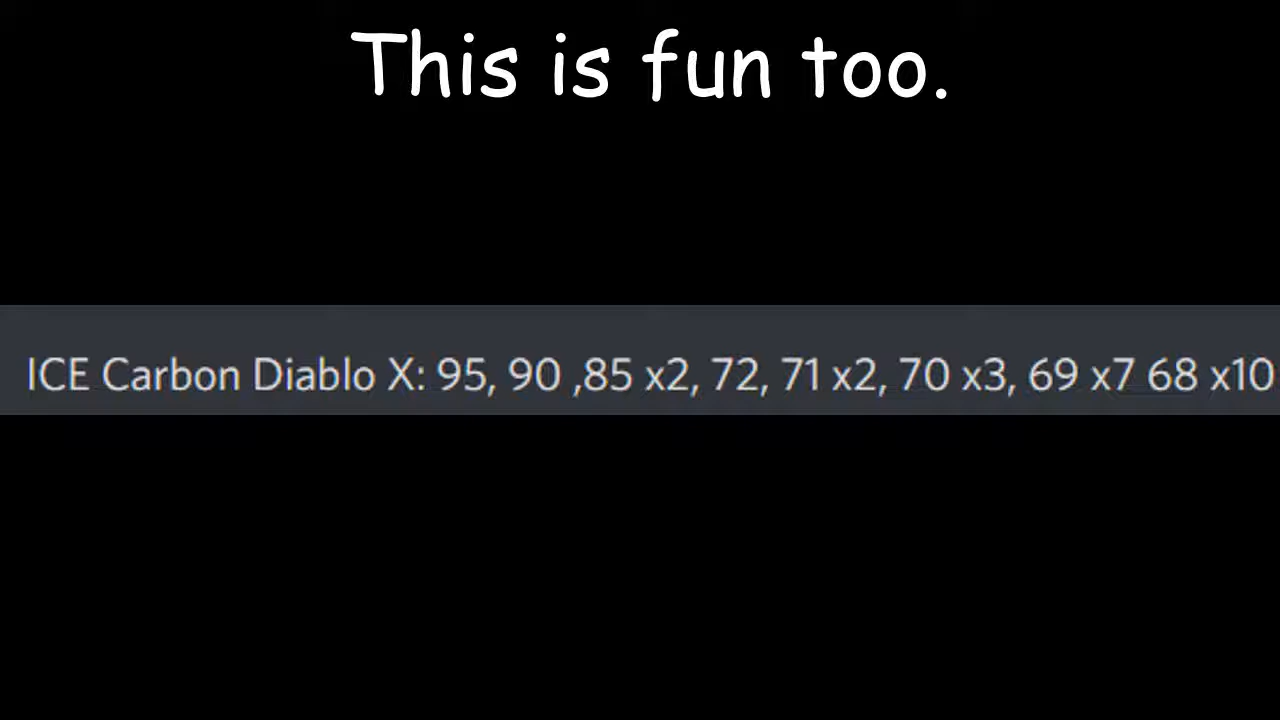 This is fun too.
ICE Carbon Diablo X: 95, 90 ,85 x2, 72, 71 x2, 70 x3, 69 x7 68 x10